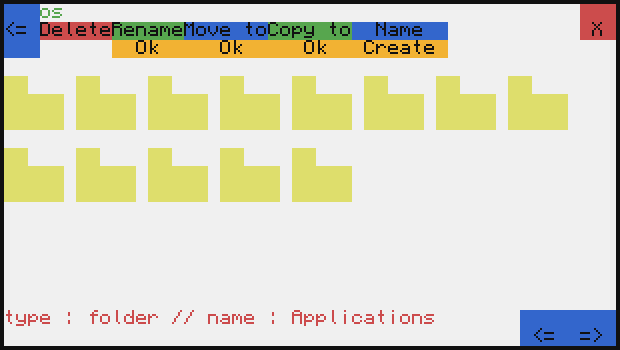 os
<= Delete Rename Move to Copy to Name X
Ok Ok Ok Create
type : folder // name : Applications
<= =>